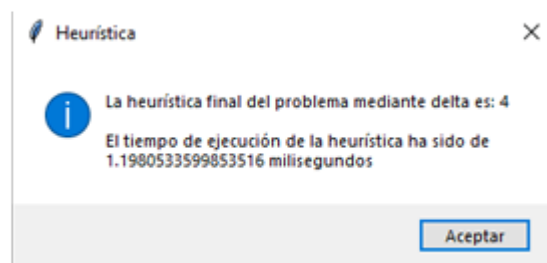 Heurística
La heurística final del problema mediante delta es: 4
El tiempo de ejecución de la heurística ha sido de
1.1980533599853516 milisegundos
Aceptar